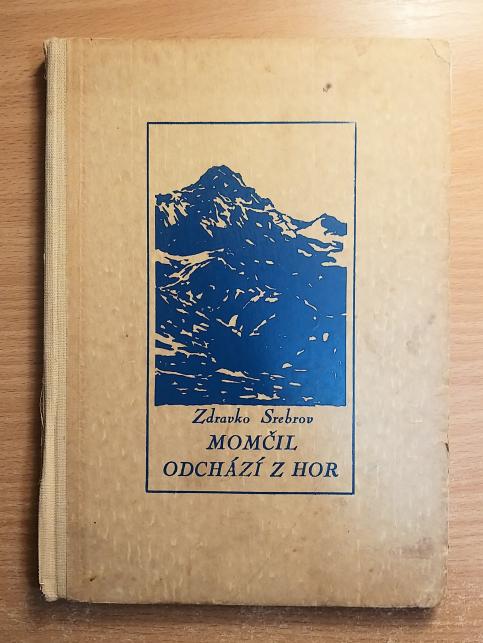 Zdravko Srebrov
MOMČIL
ODCHÁZÍ Z HOR